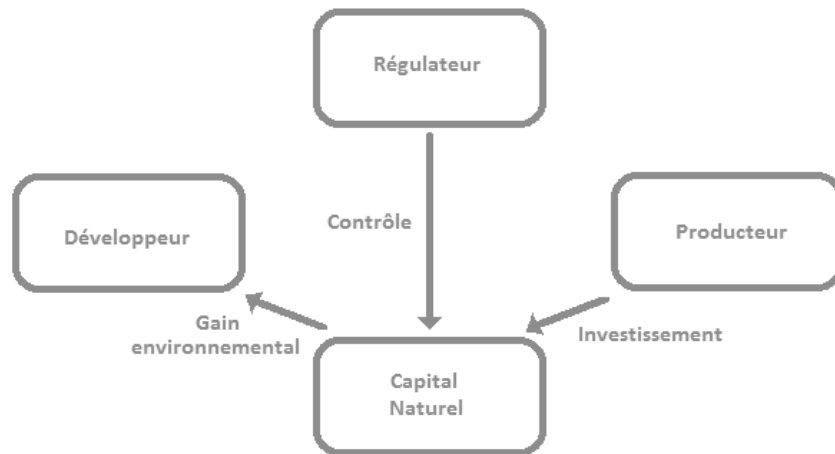 Régulateur
Développeur
Contrôle
Producteur
Gain
environnemental
Investissement
Capital
Naturel